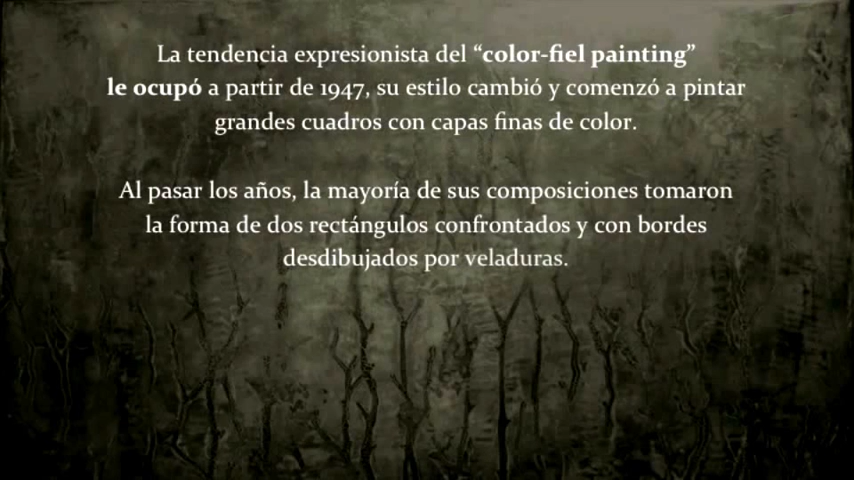 La tendencia expresionista del “color-fiel painting”
le ocupó a partir de 1947, su estilo cambió y comenzó a pintar
grandes cuadros con capas finas de color.
Al pasar los años, la mayoría de sus composiciones tomaron
la forma de dos rectángulos confrontados y con bordes
desdibujados por veladuras.